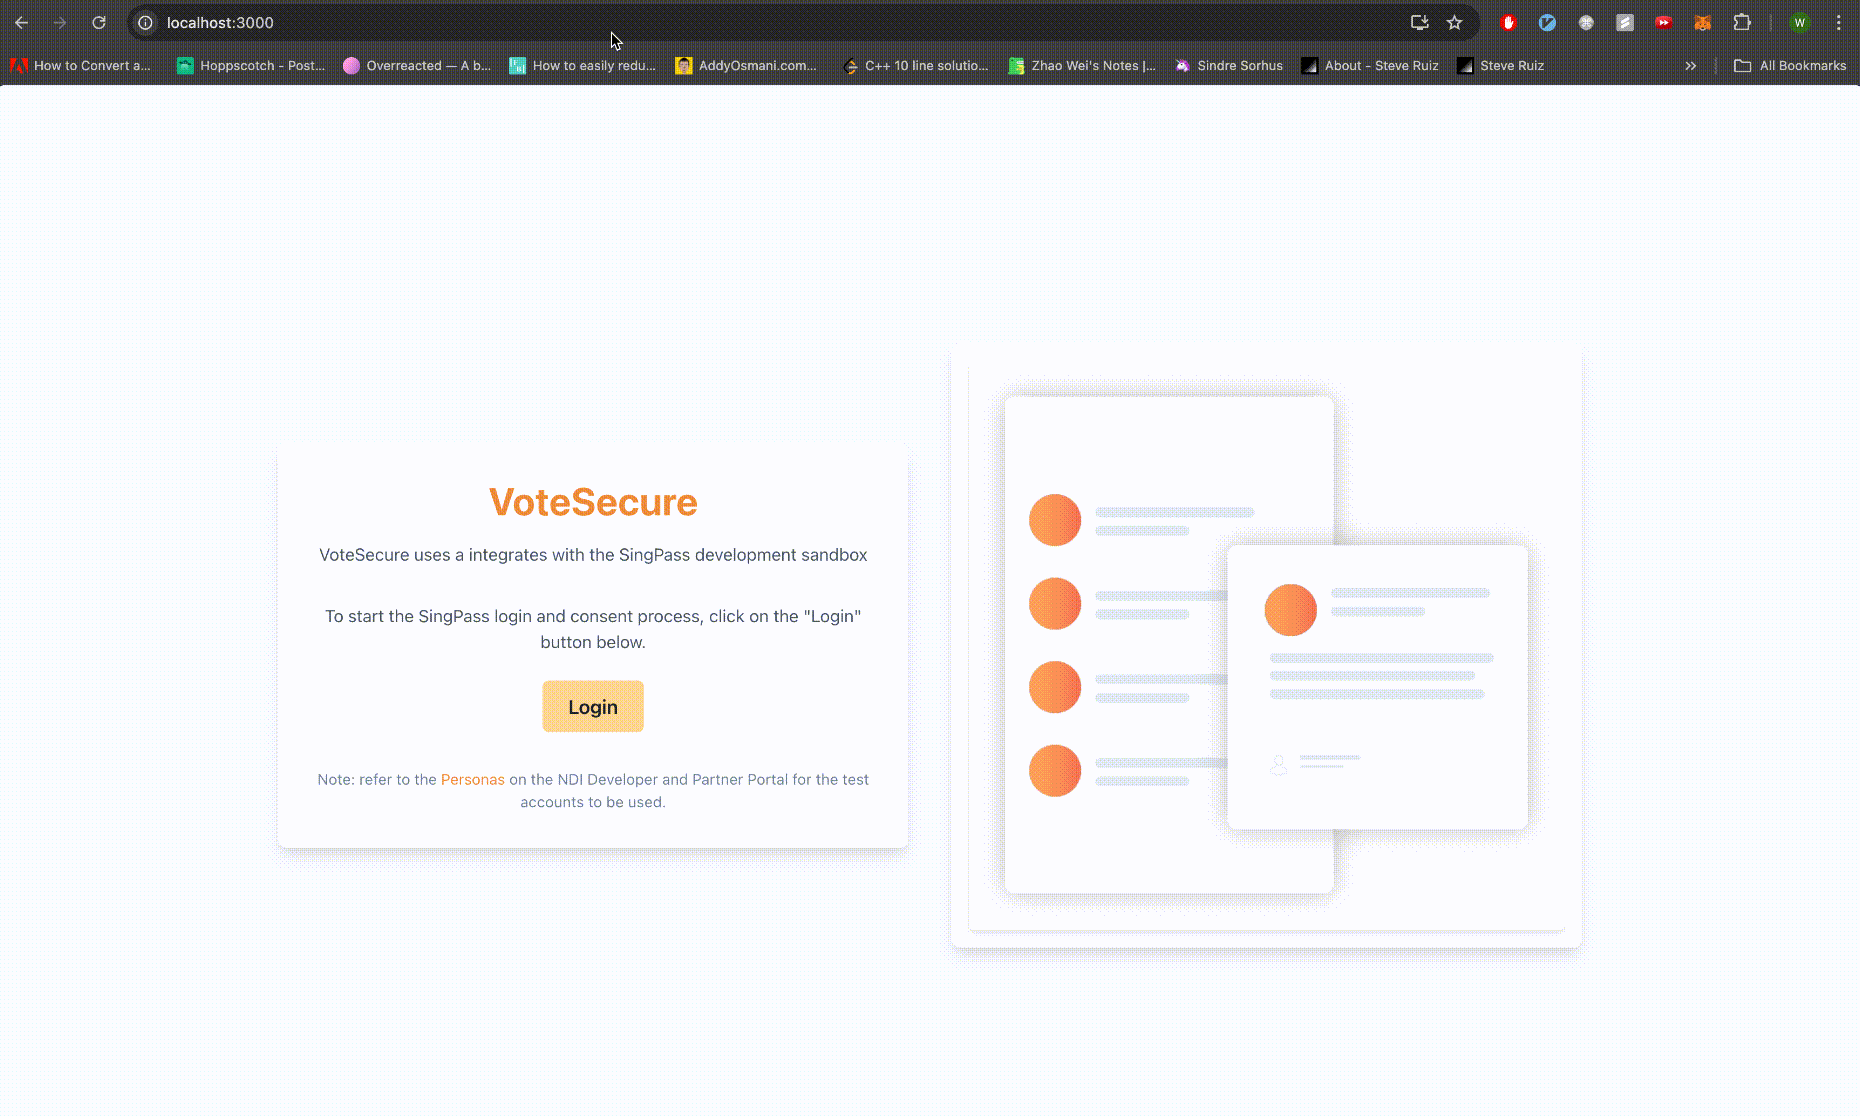 localhost:3000
How to Convert a...
Hoppscotch - Post...
Overreacted — A b...
How to easily redu...
AddyOsmani.com...
C++ 10 line solutio...
Zhao Wei's Notes |...
Sindre Sorhus
About - Steve Ruiz
Steve Ruiz
»
All Bookmarks
W
VoteSecure
VoteSecure uses a integrates with the SingPass development sandbox
To start the SingPass login and consent process, click on the "Login"
button below.
Login
Note: refer to the Personas on the NDI Developer and Partner Portal for the test
accounts to be used.